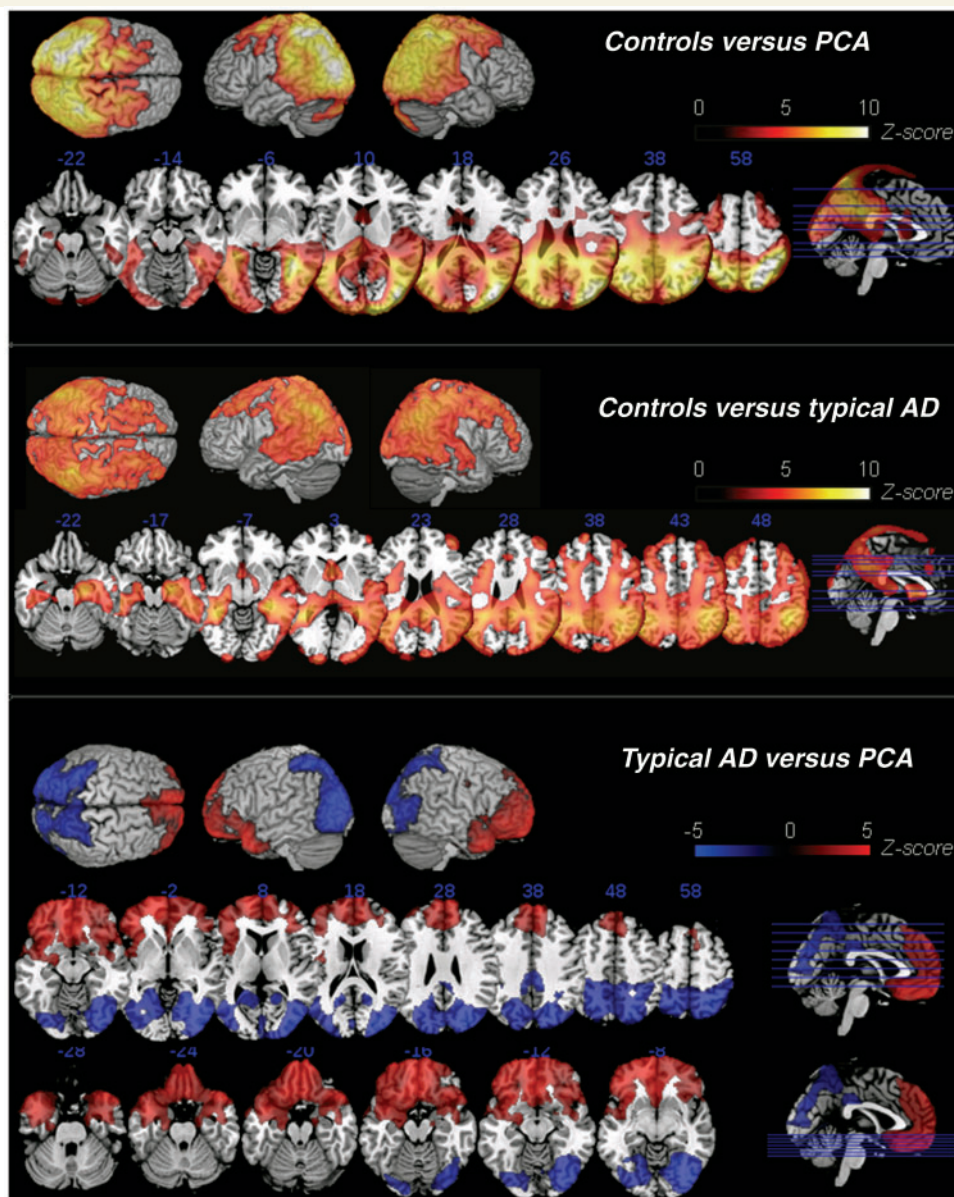 Controls versus PCA
0 5 10
Z-score
-22 -14 -6 10 18 26 38 58
Controls versus typical AD
0 5 10
Z-score
-22 -17 -7 3 23 28 38 43 48
Typical AD versus PCA
-5 0 5
Z-score
-12 -2 8 18 28 38 48 58
-28 -24 -20 -16 -12 -8